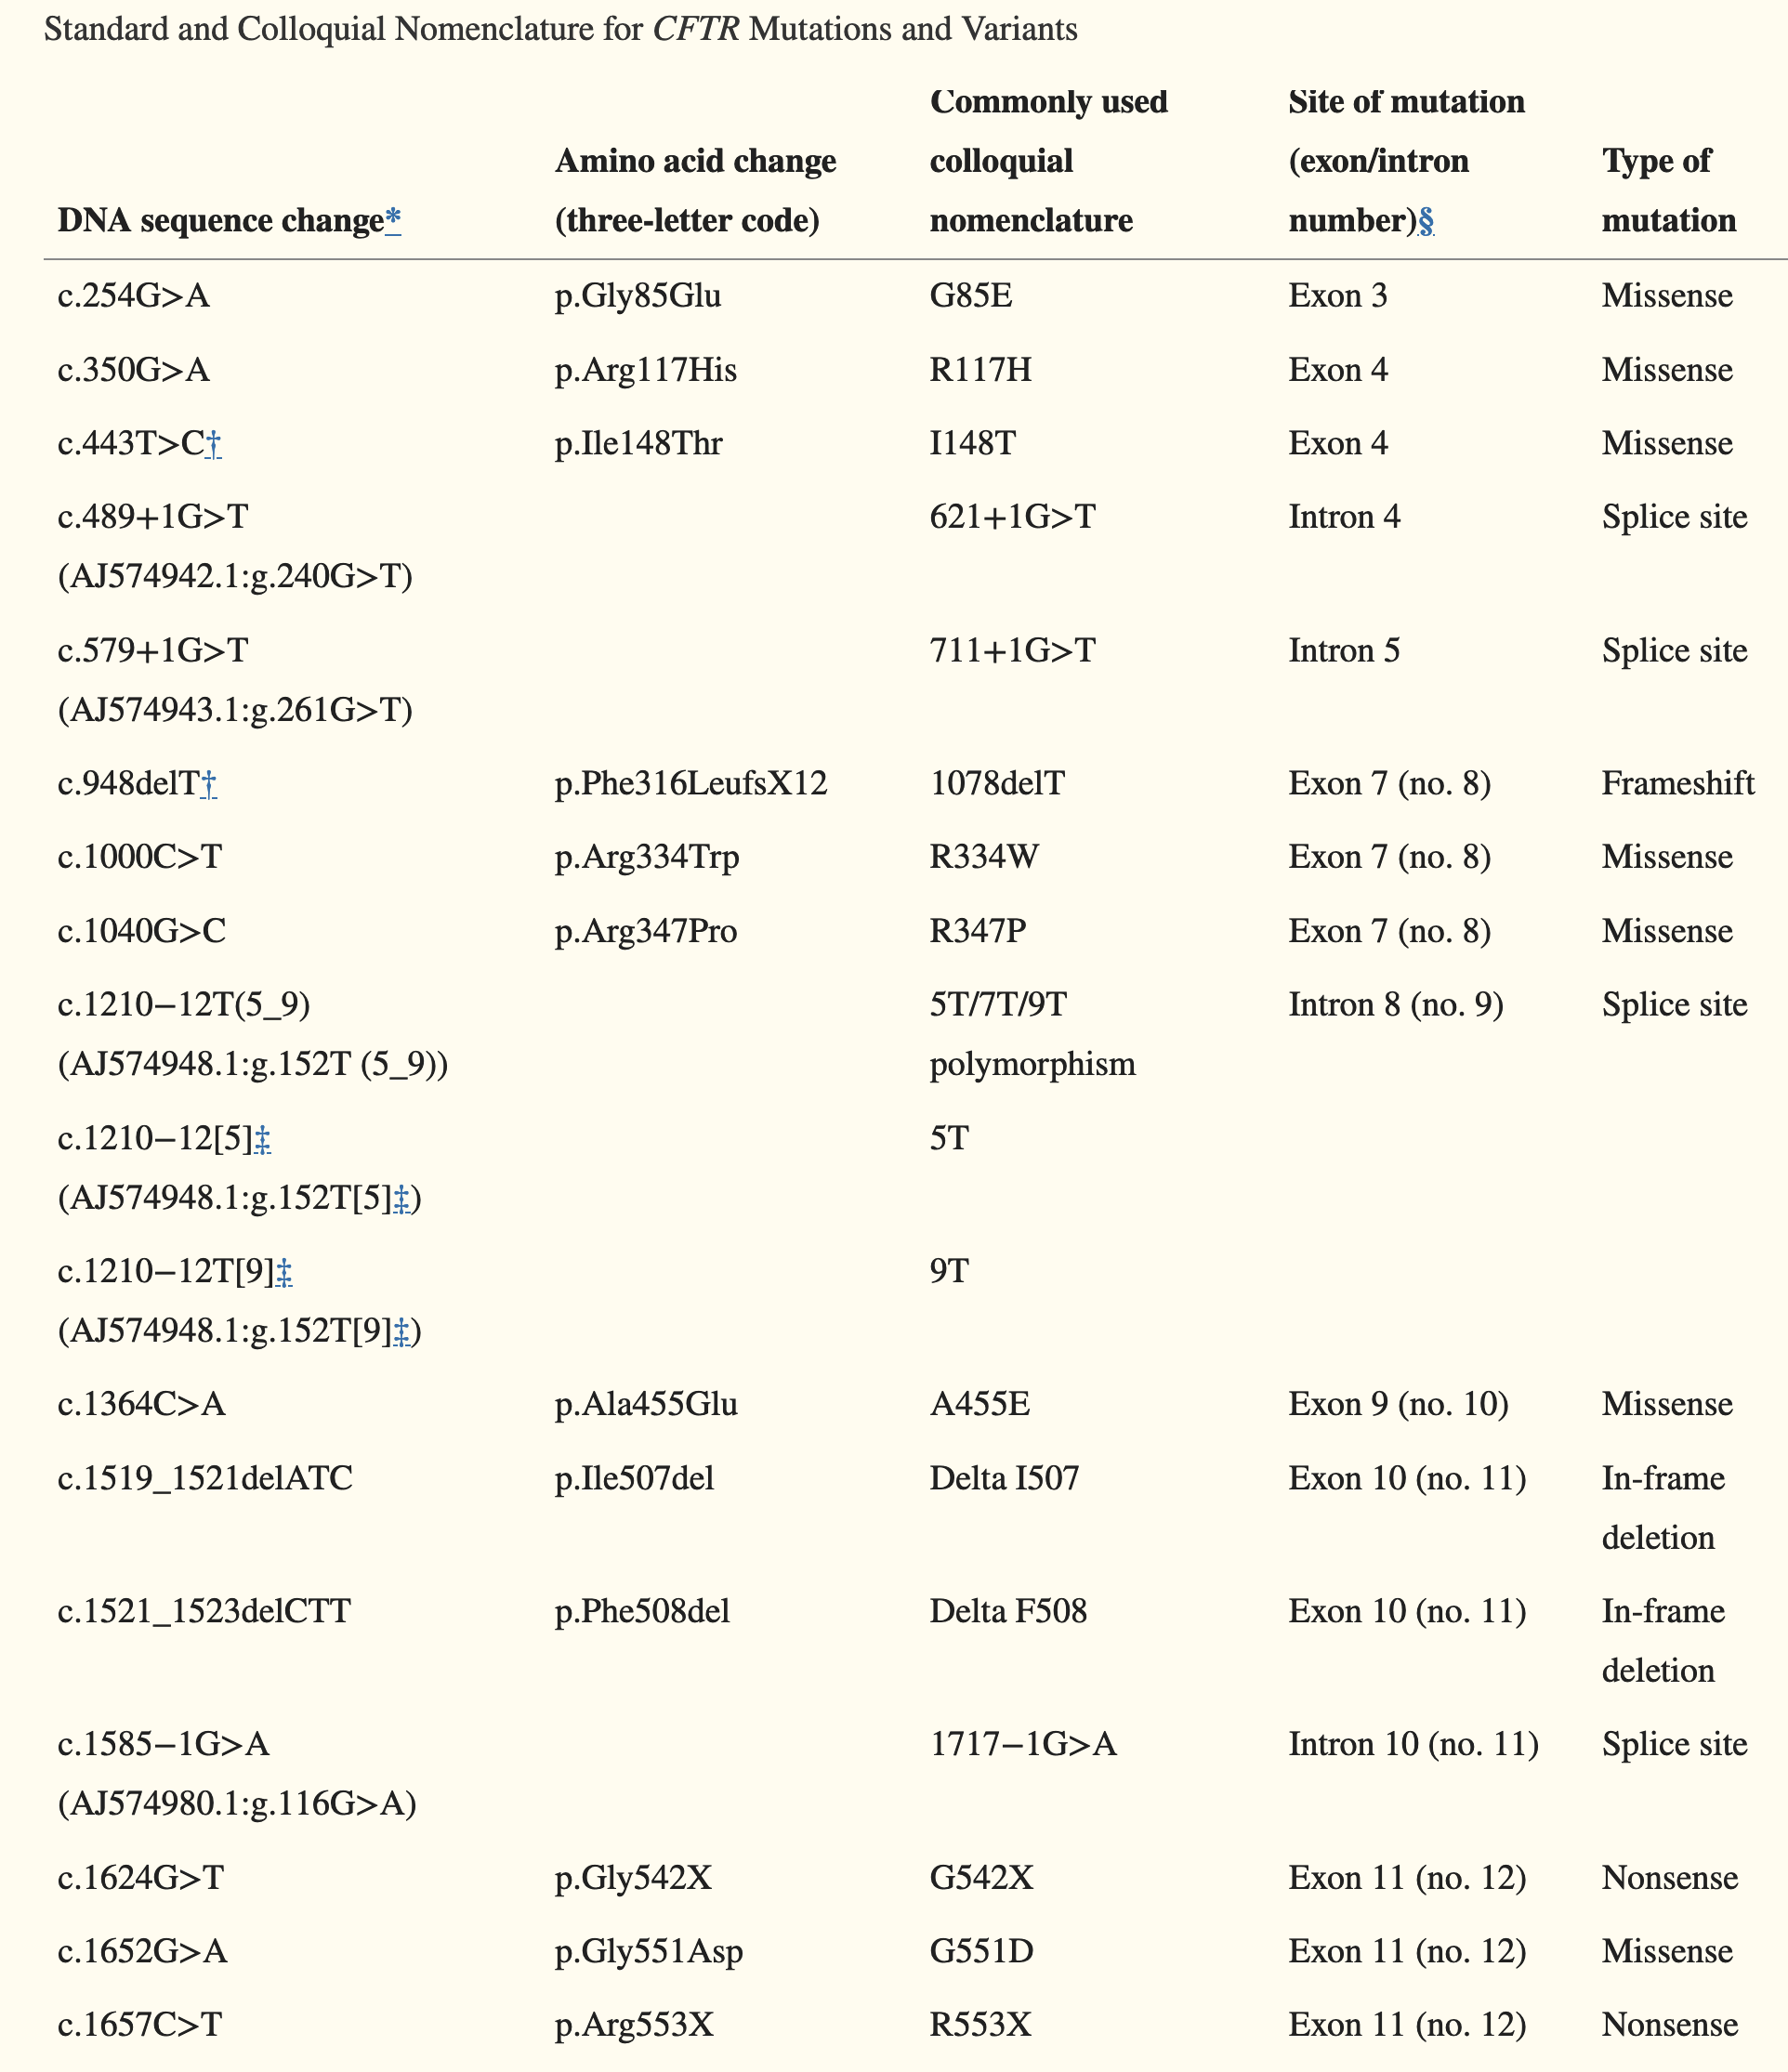 Standard and Colloquial Nomenclature for CFTR Mutations and Variants
DNA sequence change*
Amino acid change
(three-letter code)
Commonly used
colloquial
nomenclature
Site of mutation
(exon/intron
number)§
Type of
mutation
c.254G>A p.Gly85Glu G85E Exon 3 Missense
c.350G>A p.Arg117His R117H Exon 4 Missense
c.443T>C† p.Ile148Thr I148T Exon 4 Missense
c.489+1G>T 621+1G>T Intron 4 Splice site
(AJ574942.1:g.240G>T)
c.579+1G>T 711+1G>T Intron 5 Splice site
(AJ574943.1:g.261G>T)
c.948delT† p.Phe316LeufsX12 1078delT Exon 7 (no. 8) Frameshift
c.1000C>T p.Arg334Trp R334W Exon 7 (no. 8) Missense
c.1040G>C p.Arg347Pro R347P Exon 7 (no. 8) Missense
c.1210−12T(5_9) 5T/7T/9T Intron 8 (no. 9) Splice site
(AJ574948.1:g.152T (5_9)) polymorphism
c.1210−12[5]‡ 5T
(AJ574948.1:g.152T[5]‡)
c.1210−12T[9]‡ 9T
(AJ574948.1:g.152T[9]‡)
c.1364C>A p.Ala455Glu A455E Exon 9 (no. 10) Missense
c.1519_1521delATC p.Ile507del Delta I507 Exon 10 (no. 11) In-frame
deletion
c.1521_1523delCTT p.Phe508del Delta F508 Exon 10 (no. 11) In-frame
deletion
c.1585−1G>A 1717−1G>A Intron 10 (no. 11) Splice site
(AJ574980.1:g.116G>A)
c.1624G>T p.Gly542X G542X Exon 11 (no. 12) Nonsense
c.1652G>A p.Gly551Asp G551D Exon 11 (no. 12) Missense
c.1657C>T p.Arg553X R553X Exon 11 (no. 12) Nonsense